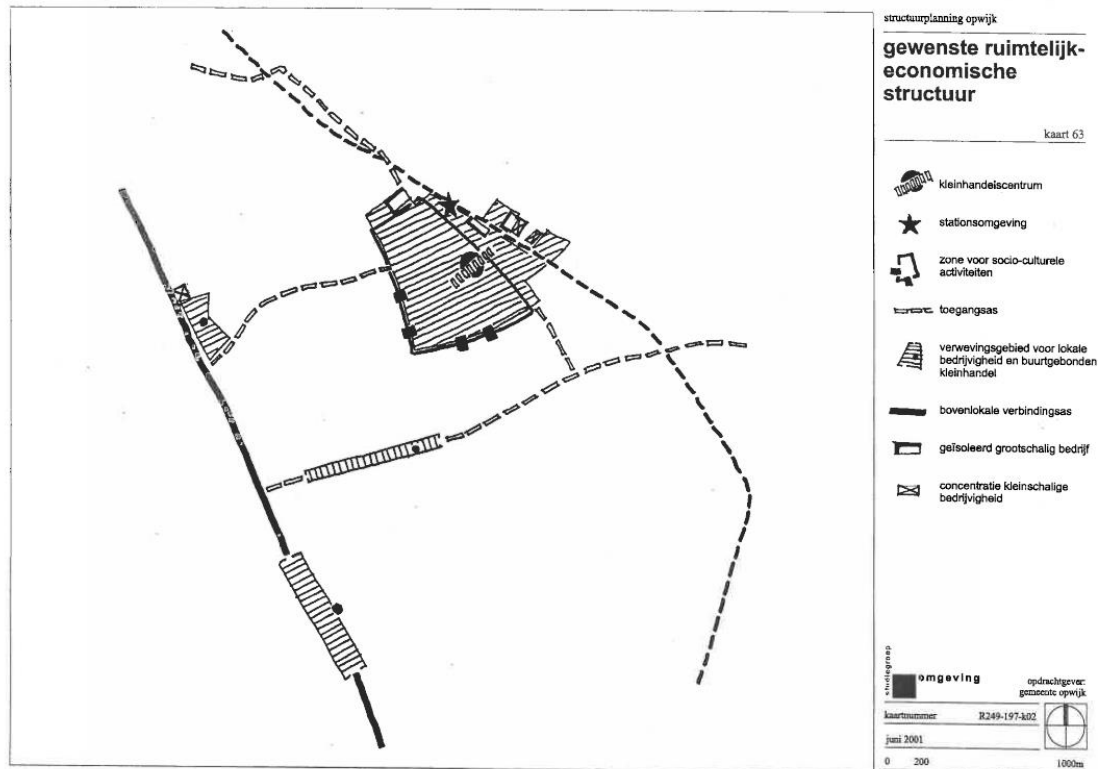 structuurplanning opwijk
gewenste ruimtelijk-
economische
structuur
kaart 63
kleinhandelscentrum
stationsomgeving
zone voor socio-culturele
activiteiten
toegangsas
verwevingsgebied voor lokale
bedrijvigheid en buurtgebonden
kleinhandel
bovenlokale verbindingsas
geïsoleerd grootschalig bedrijf
concentratie kleinschalige
bedrijvigheid
studiegroep
omgeving
opdrachtgever:
gemeente opwijk
kaartnummer R249-197-k02
juni 2001
0 200 1000m